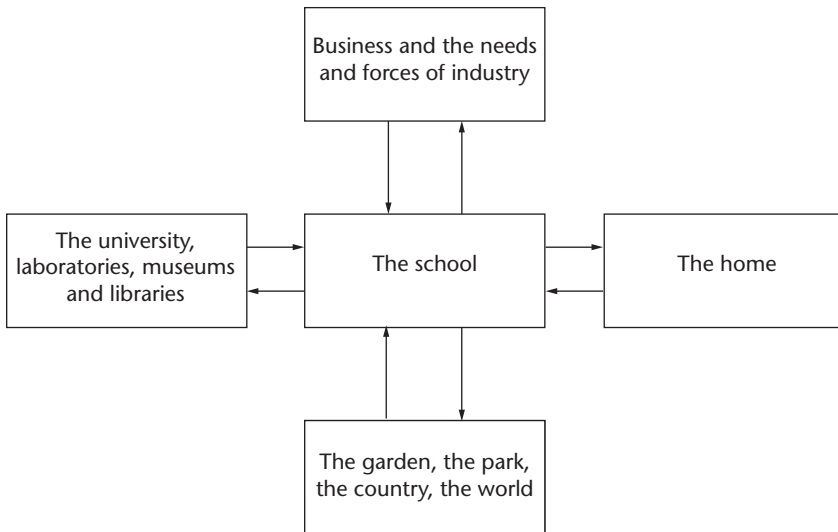 Business and the needs
and forces of industry
The university,
laboratories, museums
and libraries
The school
The home
The garden, the park,
the country, the world